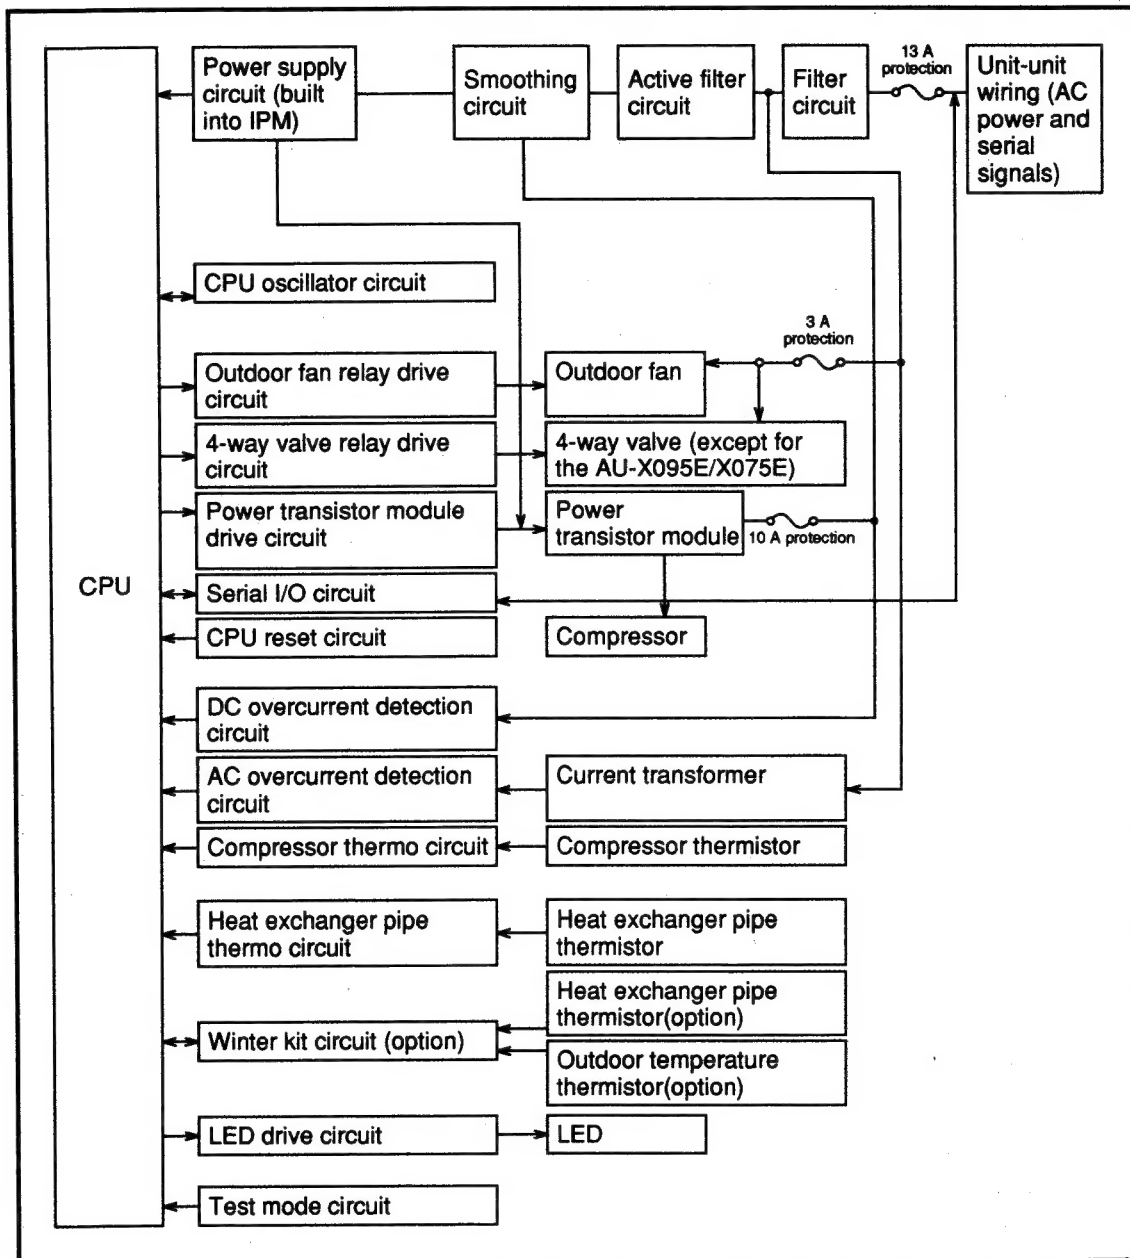 Power supply
circuit (built
into IPM)
Smoothing
circuit
Active filter
circuit
Filter
circuit
13 A
protection
Unit-unit
wiring (AC
power and
serial
signals)
CPU oscillator circuit
3 A
protection
Outdoor fan relay drive
circuit
Outdoor fan
4-way valve relay drive
circuit
4-way valve (except for
the AU-X095E/X075E)
Power transistor module
drive circuit
Power
transistor module
10 A protection
CPU
Serial I/O circuit
CPU reset circuit
Compressor
DC overcurrent detection
circuit
AC overcurrent detection
circuit
Current transformer
Compressor thermo circuit
Compressor thermistor
Heat exchanger pipe
thermo circuit
Heat exchanger pipe
thermistor
Heat exchanger pipe
thermistor(option)
Winter kit circuit (option)
Outdoor temperature
thermistor(option)
LED drive circuit
LED
Test mode circuit